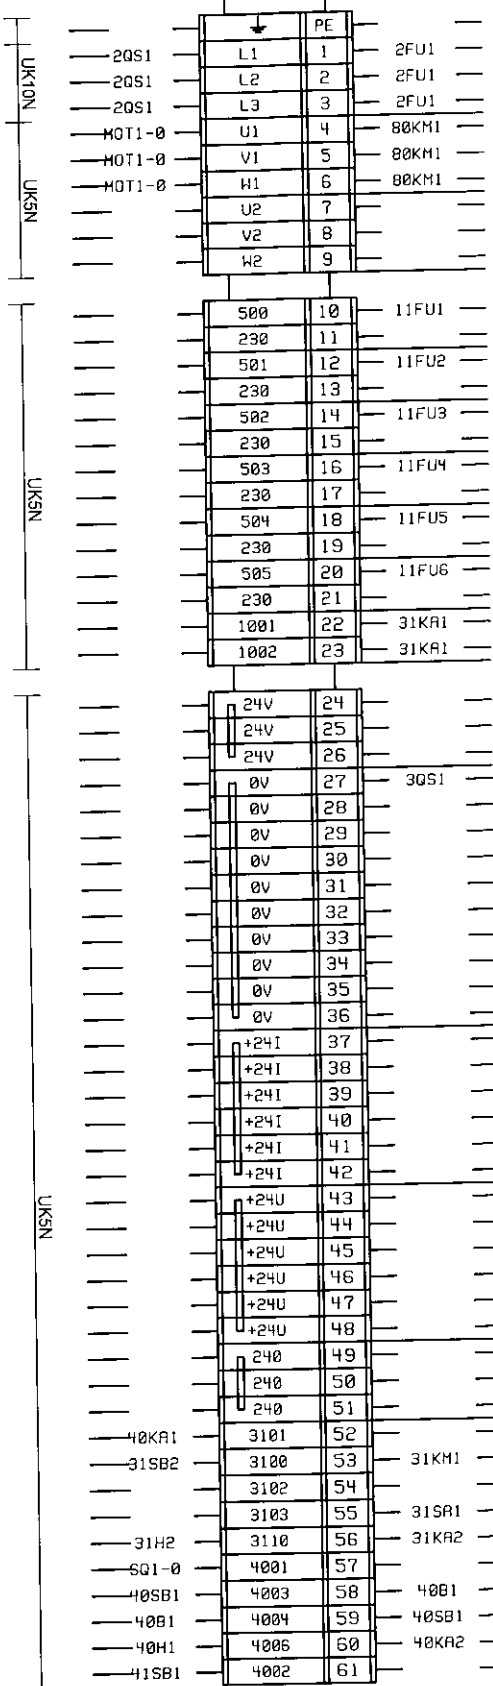 PE
UK10N
2QS1 L1 1 2FU1
2QS1 L2 2 2FU1
2QS1 L3 3 2FU1
UK5N
MOT1-0 U1 4 80KM1
MOT1-0 V1 5 80KM1
MOT1-0 W1 6 80KM1
U2 7
V2 8
W2 9
500 10 11FU1
230 11
501 12 11FU2
230 13
502 14 11FU3
230 15
503 16 11FU4
230 17
UK5N
504 18 11FU5
230 19
505 20 11FU6
230 21
1001 22 31KA1
1002 23 31KA1
24V 24
24V 25
24V 26
0V 27 3QS1
0V 28
0V 29
0V 30
0V 31
0V 32
0V 33
0V 34
0V 35
0V 36
+24I 37
+24I 38
+24I 39
+24I 40
+24I 41
+24I 42
+24U 43
UK5N
+24U 44
+24U 45
+24U 46
+24U 47
+24U 48
240 49
240 50
240 51
40KA1 3101 52
31SB2 3100 53 31KM1
3102 54
3103 55 31SA1
31H2 3110 56 31KA2
SQ1-0 4001 57
40SB1 4003 58 40B1
40B1 4004 59 40SB1
40H1 4006 60 40KA2
41SB1 4002 61